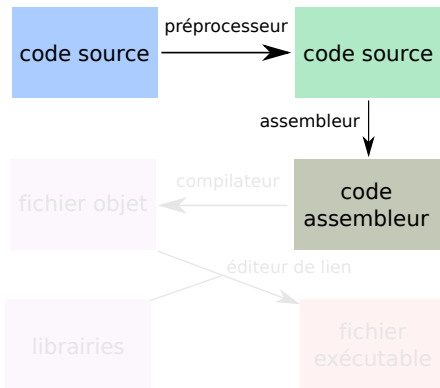 préprocesseur
code source
code source
assembleur
compilateur
fichier objet
code
assembleur
éditeur de lien
librairies
fichier
exécutable